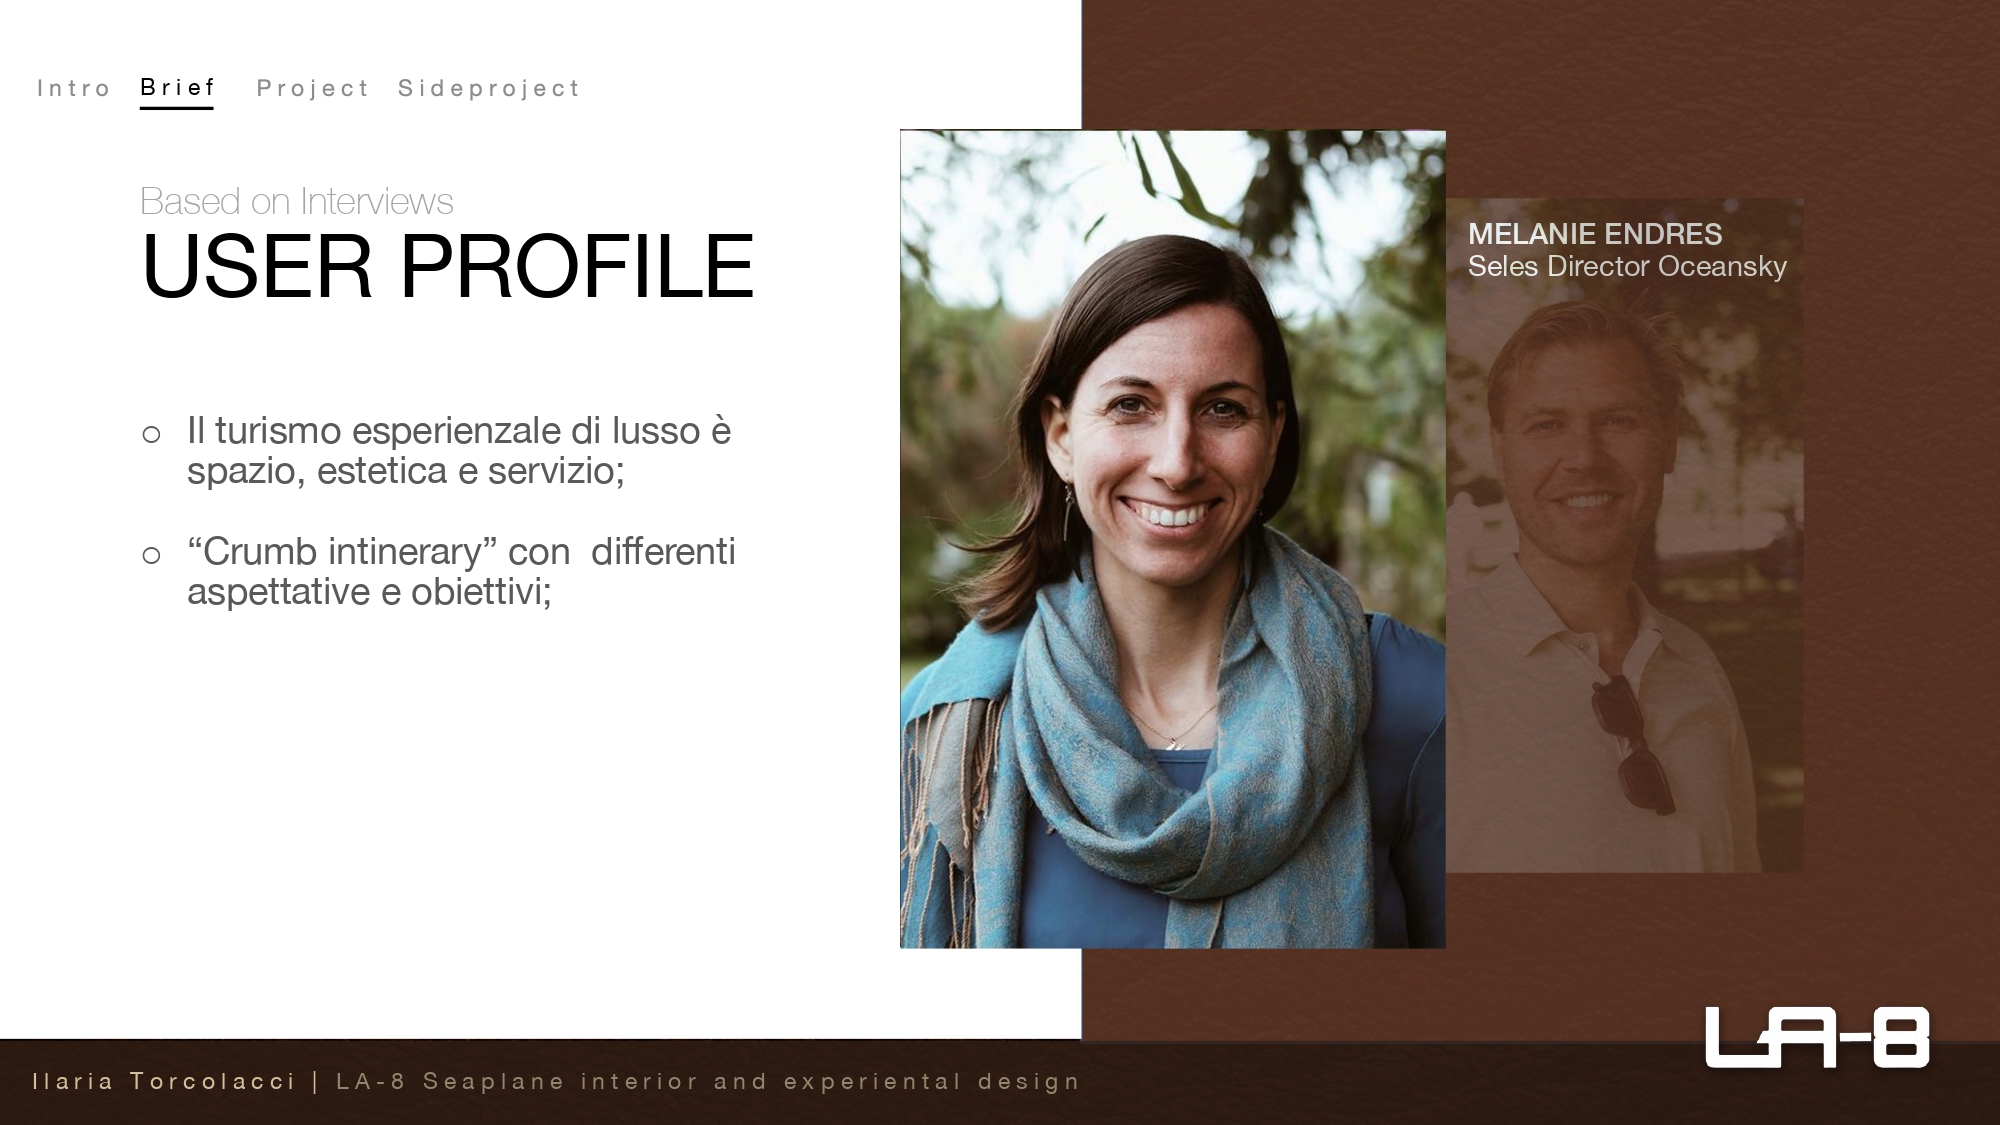 Intro Brief Project Sideproject
Based on Interviews
USER PROFILE
Il turismo esperienzale di lusso è
spazio, estetica e servizio;
“Crumb intinerary” con  differenti
aspettative e obiettivi;
MELANIE ENDRES
Seles Director Oceansky
LA-8
Ilaria Torcolacci | LA-8 Seaplane interior and experiental design